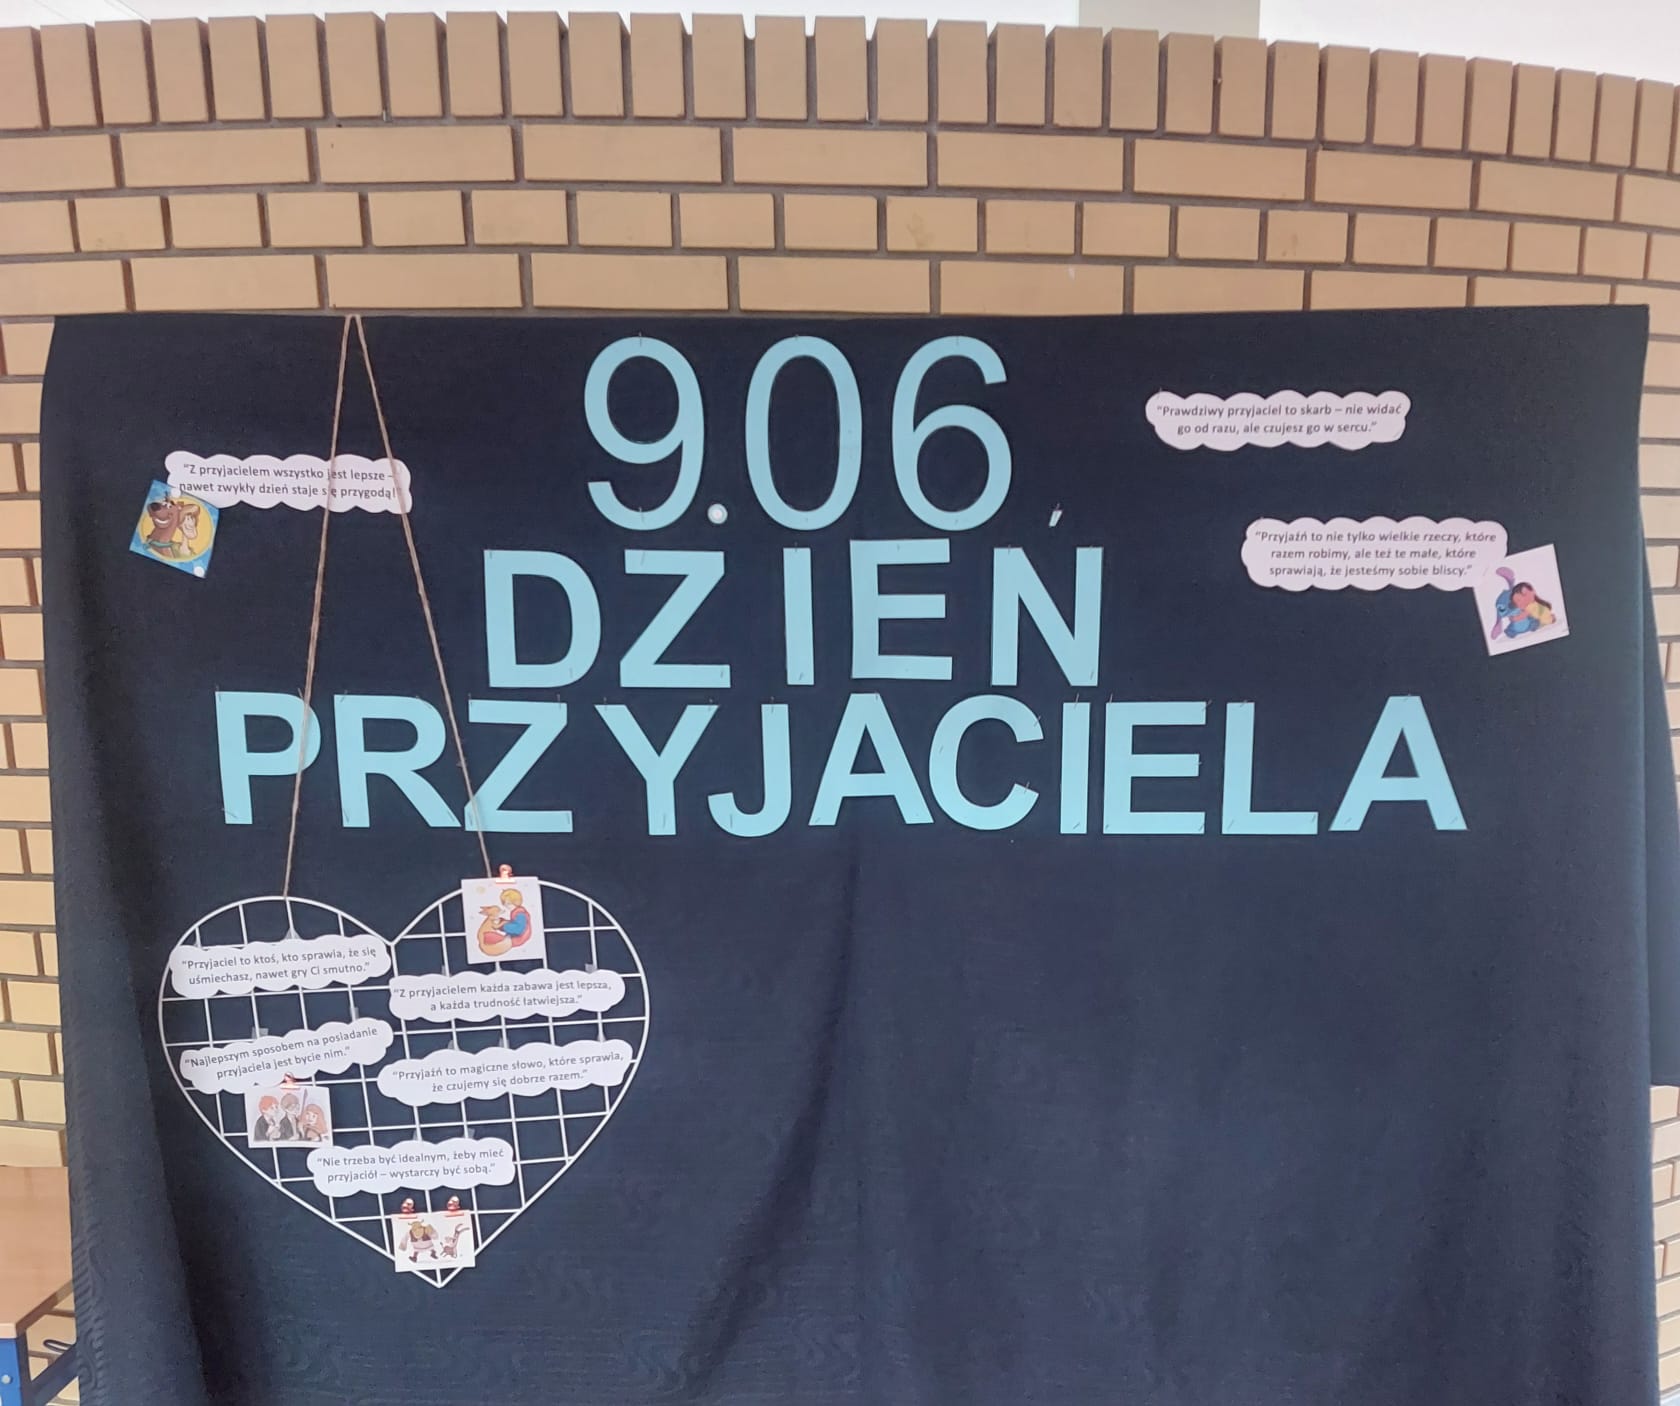 9.06
DZIEŃ
PRZYJACIELA
"Z przyjacielem wszystko jest lepsze –
nawet zwykły dzień staje się przygodą!"
"Prawdziwy przyjaciel to skarb – nie widać
go od razu, ale czujesz go w sercu."
"Przyjaźń to nie tylko wielkie rzeczy, które
razem robimy, ale też te małe, które
sprawiają, że jesteśmy sobie bliscy."
"Przyjaciel to ktoś, kto sprawia, że się
uśmiechasz, nawet gry Ci smutno."
"Z przyjacielem każda zabawa jest lepsza,
a każda trudność łatwiejsza."
"Najlepszym sposobem na posiadanie
przyjaciela jest bycie nim."
"Przyjaźń to magiczne słowo, które sprawia,
że czujemy się dobrze razem."
"Nie trzeba być idealnym, żeby mieć
przyjaciół – wystarczy być sobą."